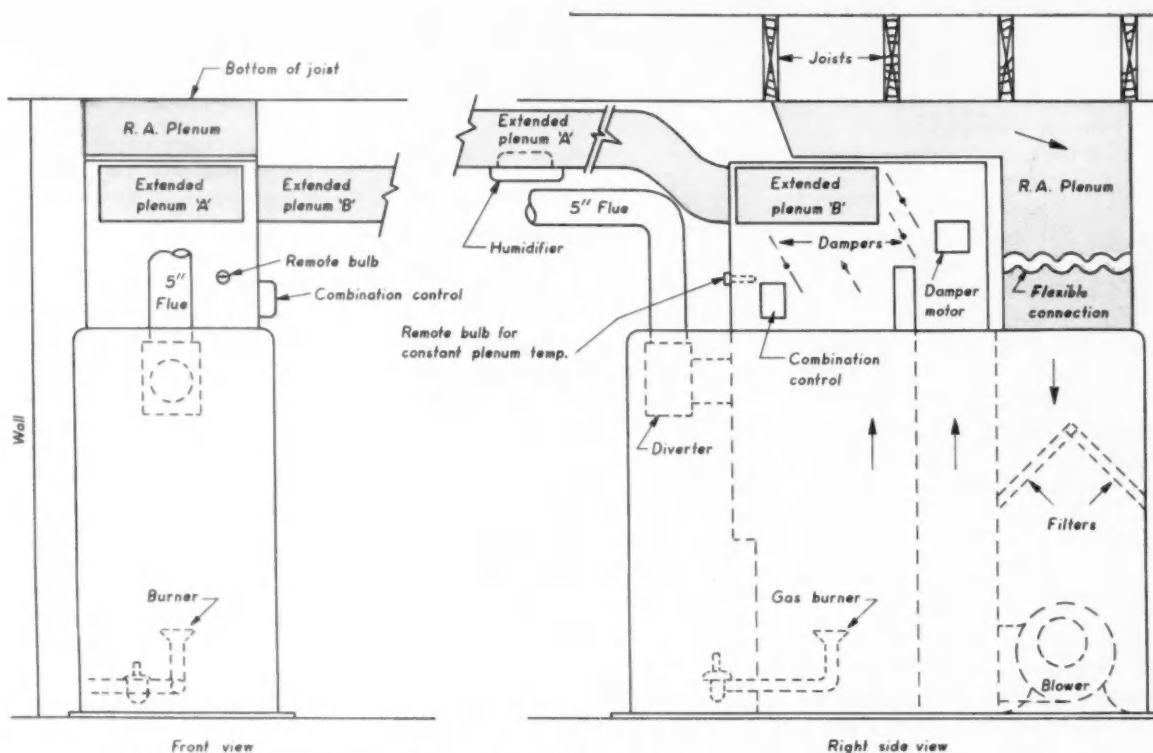 Bottom of joist
R. A. Plenum
Extended
plenum 'A'
Extended
plenum 'B'
Remote bulb
5"
Flue
Combination control
Wall
Burner
Front view
Joists
Extended
plenum 'A'
R. A. Plenum
Extended
plenum 'B'
5" Flue
Humidifier
Dampers
Flexible
connection
Damper
motor
Remote bulb for
constant plenum temp.
Combination
control
Diverter
Filters
Gas burner
Blower
Right side view